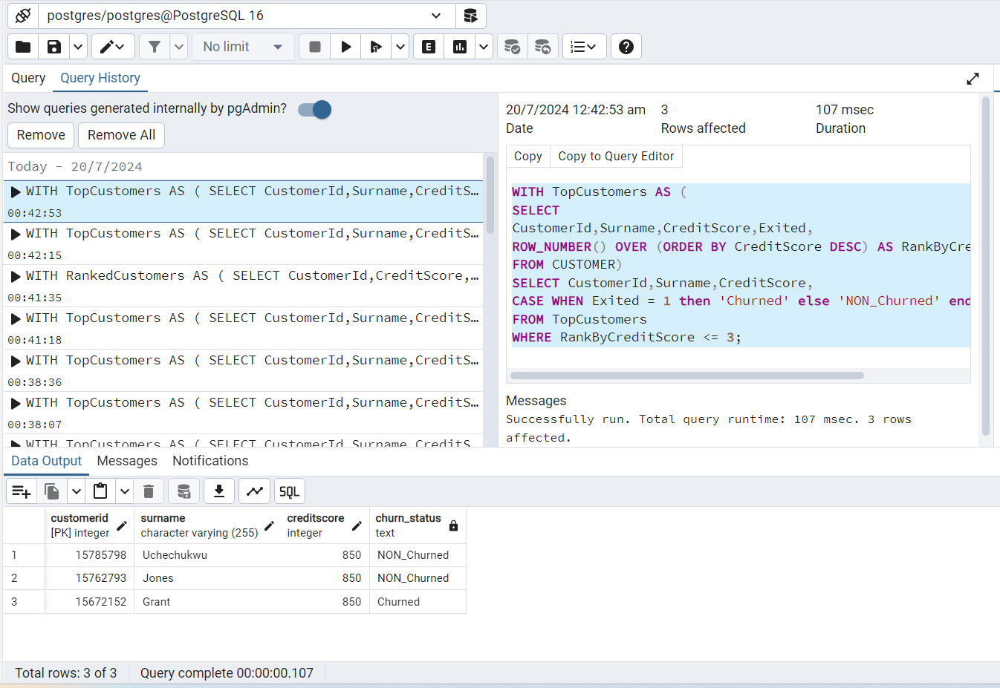 postgres/postgres@PostgreSQL 16
No limit
E
Query Query History
Show queries generated internally by pgAdmin?
Remove Remove All
Today - 20/7/2024
WITH TopCustomers AS ( SELECT CustomerId,Surname,CreditS…
00:42:53
WITH TopCustomers AS ( SELECT CustomerId,Surname,CreditS…
00:42:15
WITH RankedCustomers AS ( SELECT CustomerId,CreditScore,…
00:41:35
WITH TopCustomers AS ( SELECT CustomerId,Surname,CreditS…
00:41:18
WITH TopCustomers AS ( SELECT CustomerId,Surname,CreditS…
00:38:36
WITH TopCustomers AS ( SELECT CustomerId,Surname,CreditS…
00:38:07
WITH TopCustomers AS ( SELECT CustomerId,Surname,CreditS…
20/7/2024 12:42:53 am 3 107 msec
Date Rows affected Duration
Copy Copy to Query Editor
WITH TopCustomers AS (
SELECT
CustomerId,Surname,CreditScore,Exited,
ROW_NUMBER() OVER (ORDER BY CreditScore DESC) AS RankByCre
FROM CUSTOMER)
SELECT CustomerId,Surname,CreditScore,
CASE WHEN Exited = 1 then 'Churned' else 'NON_Churned' end
FROM TopCustomers
WHERE RankByCreditScore <= 3;
Messages
Successfully run. Total query runtime: 107 msec. 3 rows
affected.
Data Output Messages Notifications
SQL
customerid surname creditscore churn_status
[PK] integer character varying (255) integer text
1 15785798 Uchechukwu 850 NON_Churned
2 15762793 Jones 850 NON_Churned
3 15672152 Grant 850 Churned
Total rows: 3 of 3 Query complete 00:00:00.107